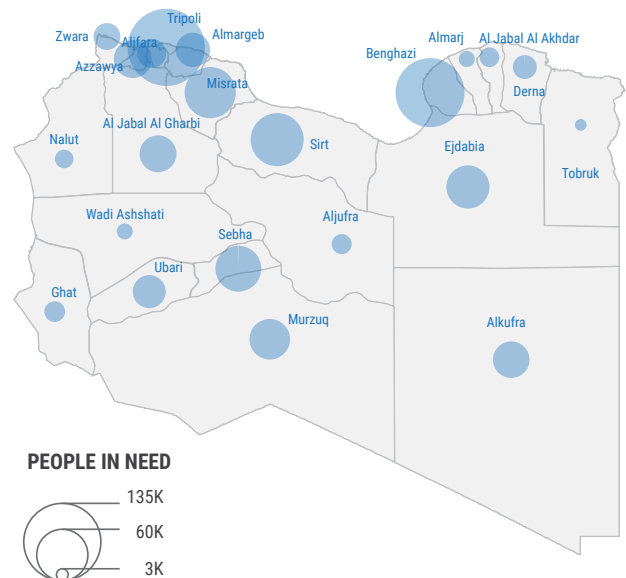 Tripoli
Zwara
Aljfara
Almargeb
Azzawya
Misrata
Benghazi
Almarj
Al Jabal Al Akhdar
Derna
Al Jabal Al Gharbi
Nalut
Sirt
Ejdabia
Tobruk
Wadi Ashshati
Sebha
Aljufra
Ubari
Ghat
Murzuq
Alkufra
PEOPLE IN NEED
135K
60K
3K